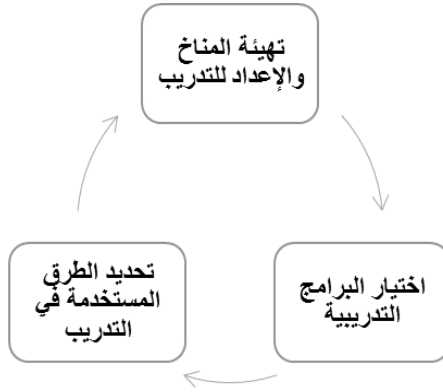 تهيئة المناخ
والإعداد للتدريب
اختيار البرامج
التدريبية
تحديد الطرق
المستخدمة في
التدريب